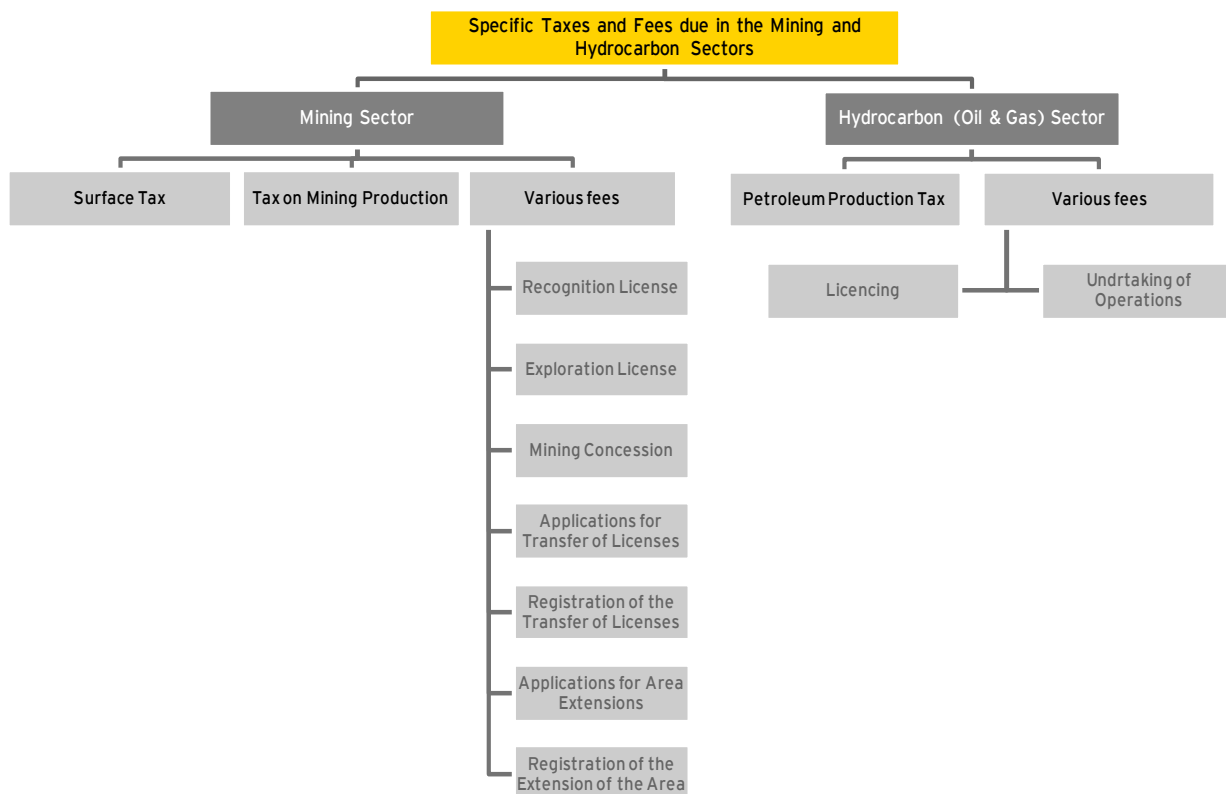 Specific Taxes and Fees due in the Mining and
Hydrocarbon Sectors
Mining Sector
Hydrocarbon (Oil & Gas) Sector
Surface Tax
Tax on Mining Production
Various fees
Petroleum Production Tax
Various fees
Recognition License
Licencing
Undrtaking of
Operations
Exploration License
Mining Concession
Applications for
Transfer of Licenses
Registration of the
Transfer of Licenses
Applications for Area
Extensions
Registration of the
Extension of the Area